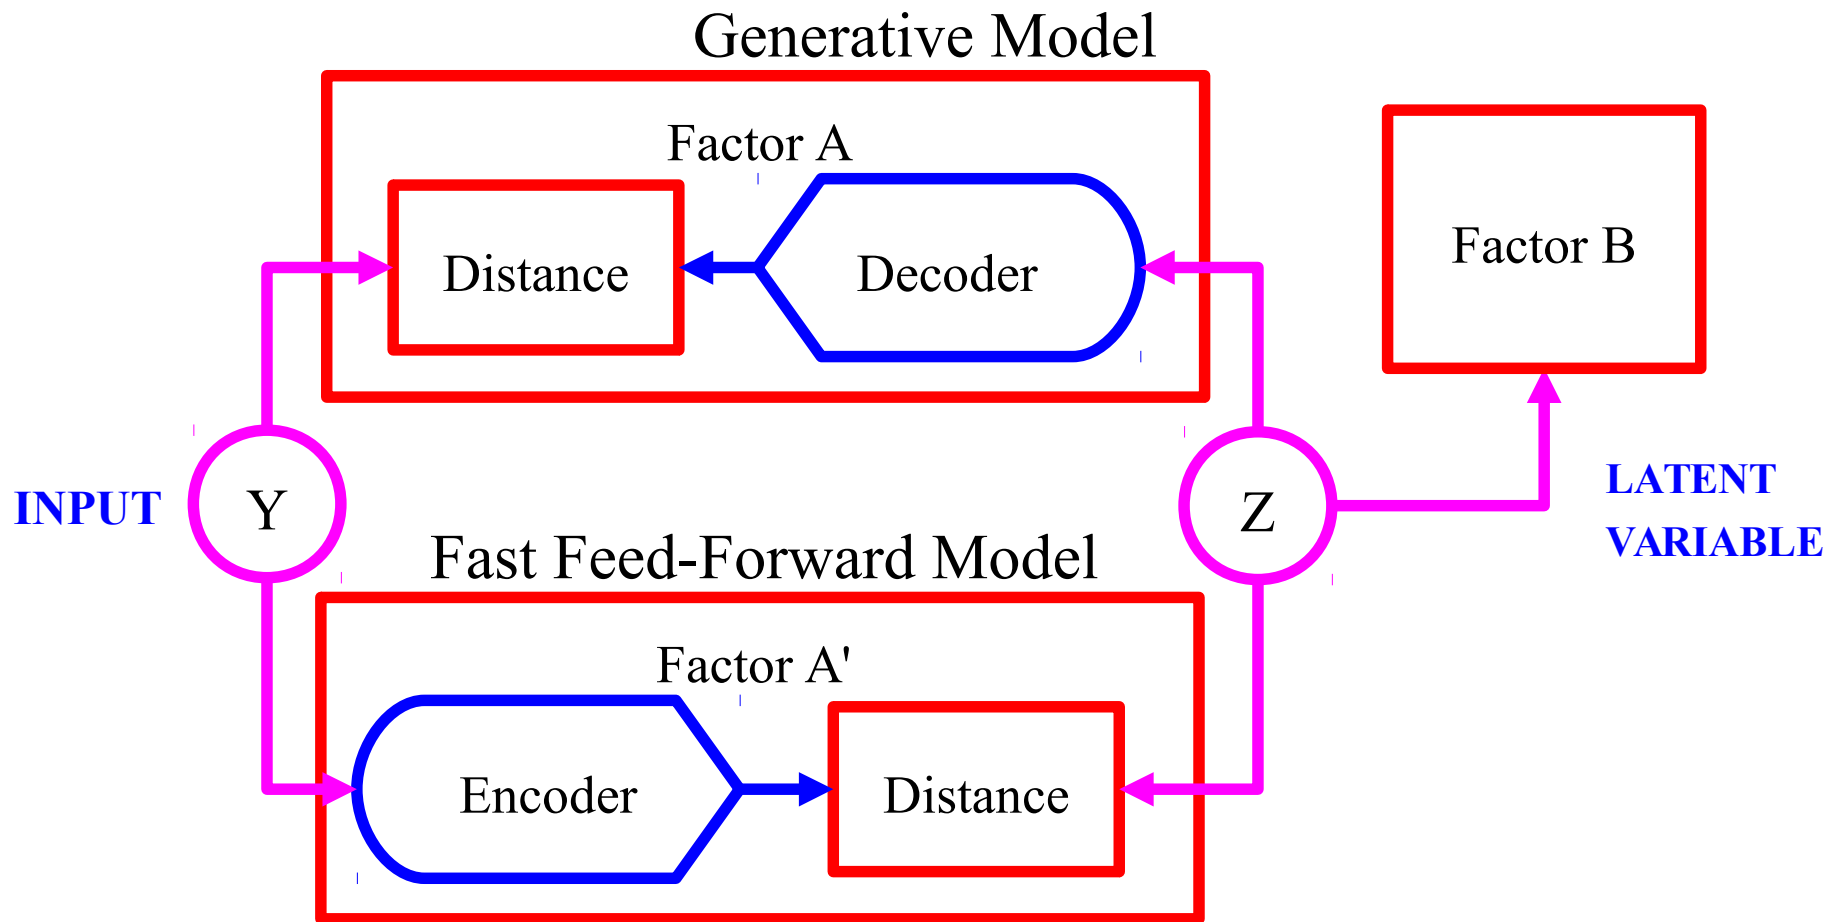 Generative Model
Factor A
Distance
Decoder
Factor B
INPUT
Y
Z
LATENT
VARIABLE
Fast Feed-Forward Model
Factor A'
Encoder
Distance